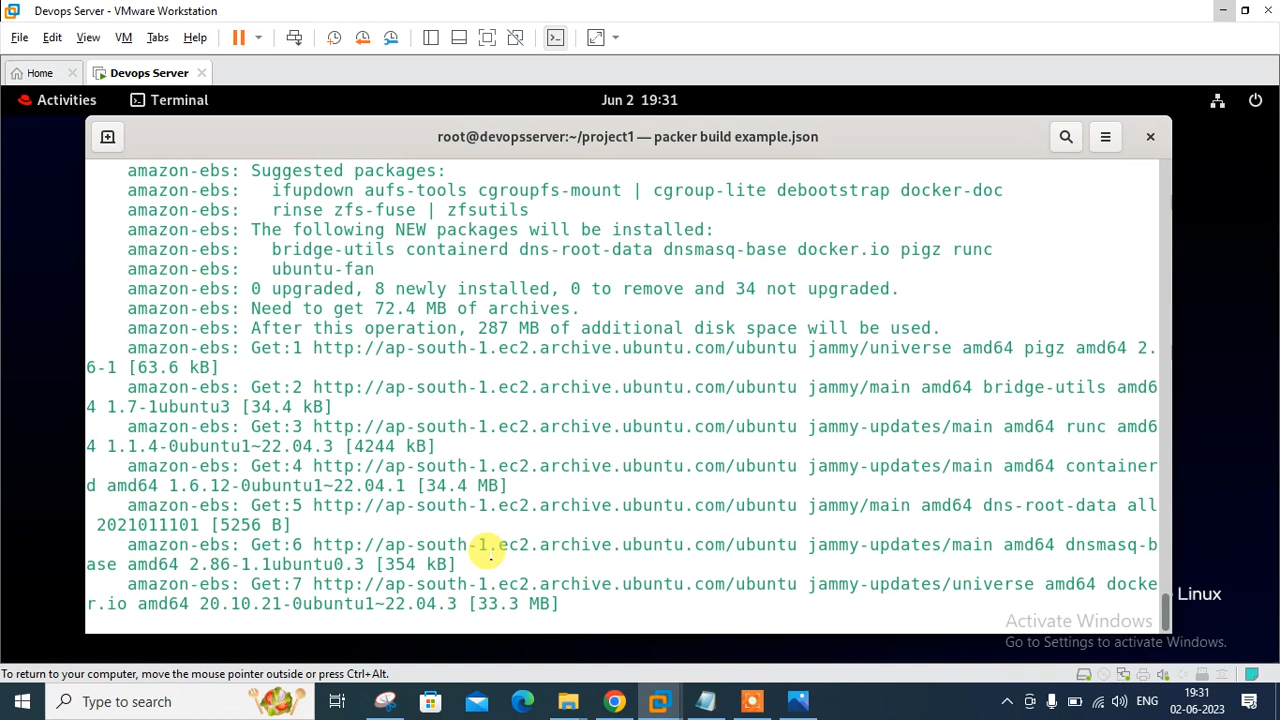 Devops Server - VMware Workstation
File Edit View VM Tabs Help
Home Devops Server
Activities Terminal Jun 2 19:31
root@devopsserver:~/project1 — packer build example.json
amazon-ebs: Suggested packages:
amazon-ebs:   ifupdown aufs-tools cgroupfs-mount | cgroup-lite debootstrap docker-doc
amazon-ebs:   rinse zfs-fuse | zfsutils
amazon-ebs: The following NEW packages will be installed:
amazon-ebs:   bridge-utils containerd dns-root-data dnsmasq-base docker.io pigz runc
amazon-ebs:   ubuntu-fan
amazon-ebs: 0 upgraded, 8 newly installed, 0 to remove and 34 not upgraded.
amazon-ebs: Need to get 72.4 MB of archives.
amazon-ebs: After this operation, 287 MB of additional disk space will be used.
amazon-ebs: Get:1 http://ap-south-1.ec2.archive.ubuntu.com/ubuntu jammy/universe amd64 pigz amd64 2.
6-1 [63.6 kB]
amazon-ebs: Get:2 http://ap-south-1.ec2.archive.ubuntu.com/ubuntu jammy/main amd64 bridge-utils amd6
4 1.7-1ubuntu3 [34.4 kB]
amazon-ebs: Get:3 http://ap-south-1.ec2.archive.ubuntu.com/ubuntu jammy-updates/main amd64 runc amd6
4 1.1.4-0ubuntu1~22.04.3 [4244 kB]
amazon-ebs: Get:4 http://ap-south-1.ec2.archive.ubuntu.com/ubuntu jammy-updates/main amd64 container
d amd64 1.6.12-0ubuntu1~22.04.1 [34.4 MB]
amazon-ebs: Get:5 http://ap-south-1.ec2.archive.ubuntu.com/ubuntu jammy/main amd64 dns-root-data all
2021011101 [5256 B]
amazon-ebs: Get:6 http://ap-south-1.ec2.archive.ubuntu.com/ubuntu jammy-updates/main amd64 dnsmasq-b
ase amd64 2.86-1.1ubuntu0.3 [354 kB]
amazon-ebs: Get:7 http://ap-south-1.ec2.archive.ubuntu.com/ubuntu jammy-updates/universe amd64 docke
r.io amd64 20.10.21-0ubuntu1~22.04.3 [33.3 MB]
Linux
Activate Windows
Go to Settings to activate Windows.
To return to your computer, move the mouse pointer outside or press Ctrl+Alt.
Type to search
ENG
19:31
02-06-2023